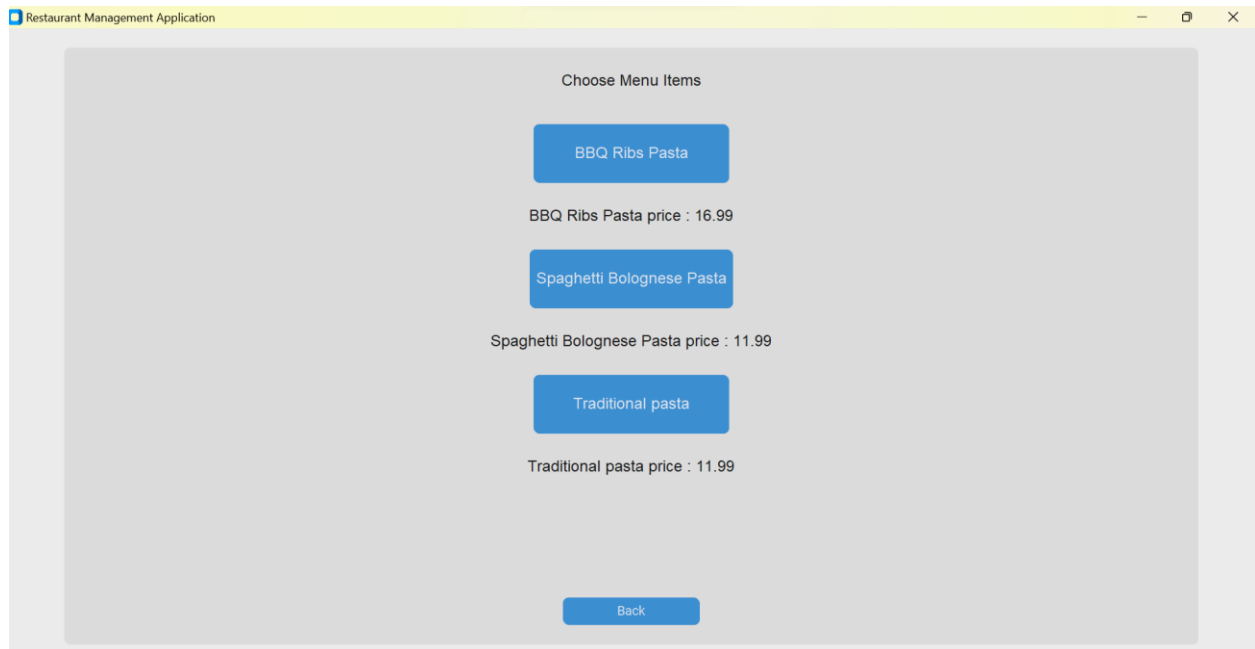 Restaurant Management Application
Choose Menu Items
BBQ Ribs Pasta
BBQ Ribs Pasta price : 16.99
Spaghetti Bolognese Pasta
Spaghetti Bolognese Pasta price : 11.99
Traditional pasta
Traditional pasta price : 11.99
Back